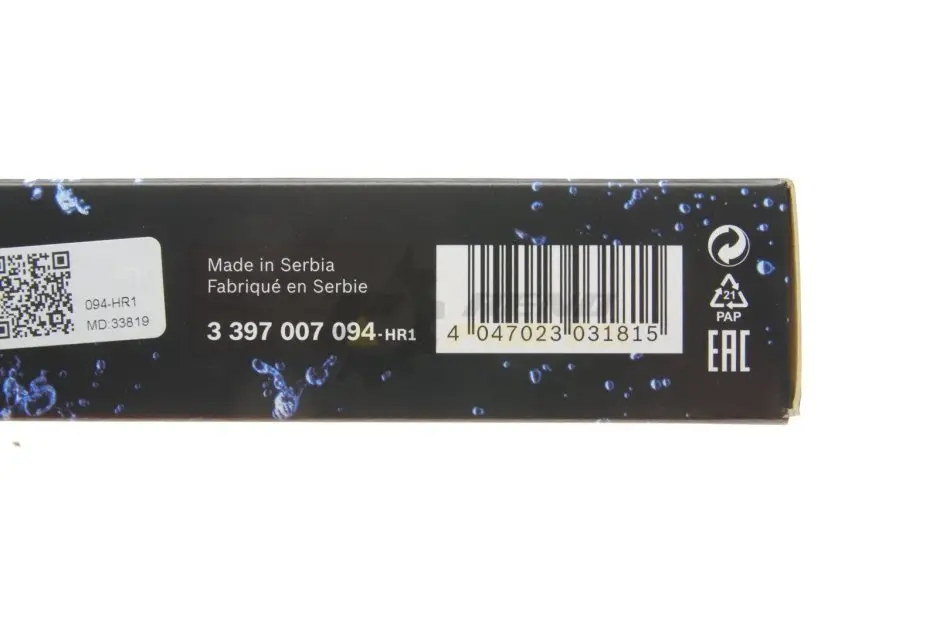 094-HR1
MD:33819
Made in Serbia
Fabriqué en Serbie
3 397 007 094-HR1
4 047023 031815
21
PAP
EAC